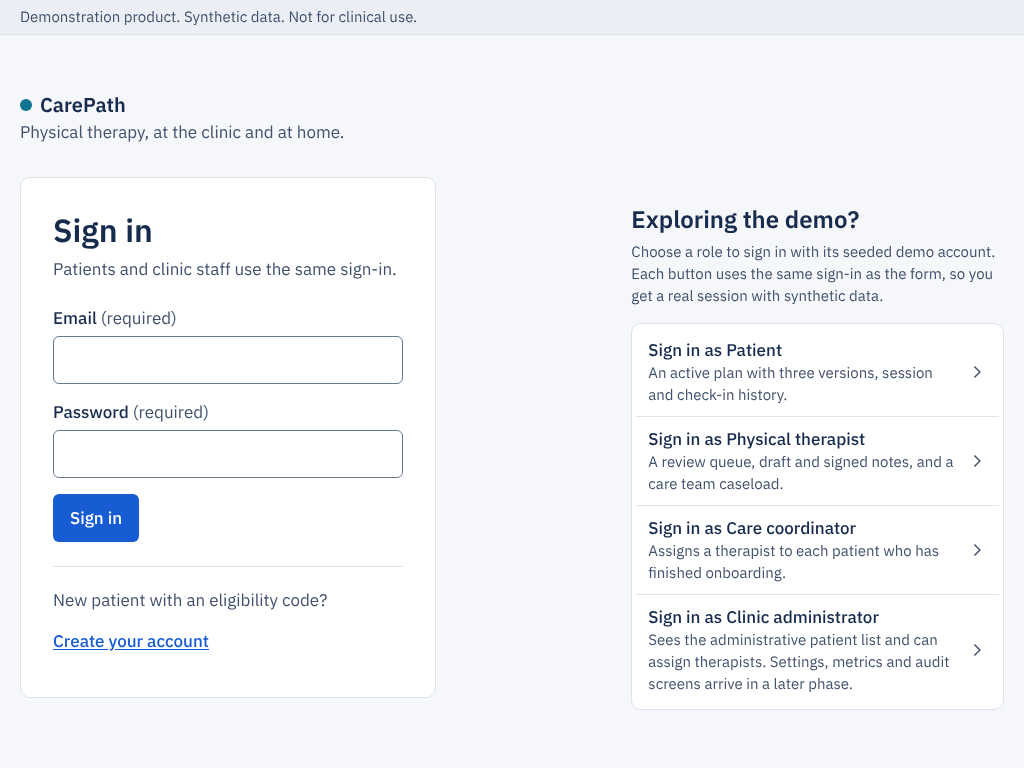 Demonstration product. Synthetic data. Not for clinical use.
CarePath
Physical therapy, at the clinic and at home.
Sign in
Patients and clinic staff use the same sign-in.
Email (required)
Password (required)
Sign in
New patient with an eligibility code?
Create your account
Exploring the demo?
Choose a role to sign in with its seeded demo account.
Each button uses the same sign-in as the form, so you
get a real session with synthetic data.
Sign in as Patient
An active plan with three versions, session
and check-in history.
Sign in as Physical therapist
A review queue, draft and signed notes, and a
care team caseload.
Sign in as Care coordinator
Assigns a therapist to each patient who has
finished onboarding.
Sign in as Clinic administrator
Sees the administrative patient list and can
assign therapists. Settings, metrics and audit
screens arrive in a later phase.